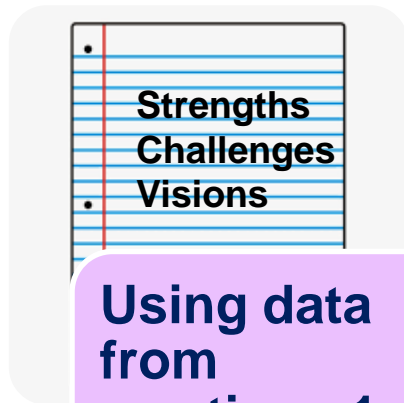 Strengths
Challenges
Visions
Using data
from